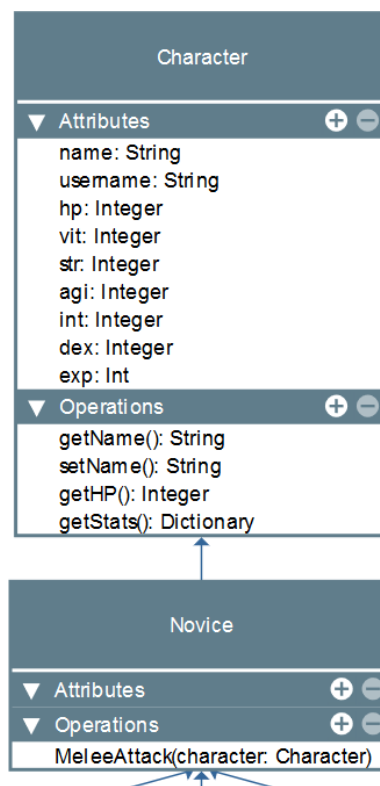 Character
Attributes
name: String
username: String
hp: Integer
vit: Integer
str: Integer
agi: Integer
int: Integer
dex: Integer
exp: Int
Operations
getName(): String
setName(): String
getHP(): Integer
getStats(): Dictionary
Novice
Attributes
Operations
MeleeAttack(character: Character)